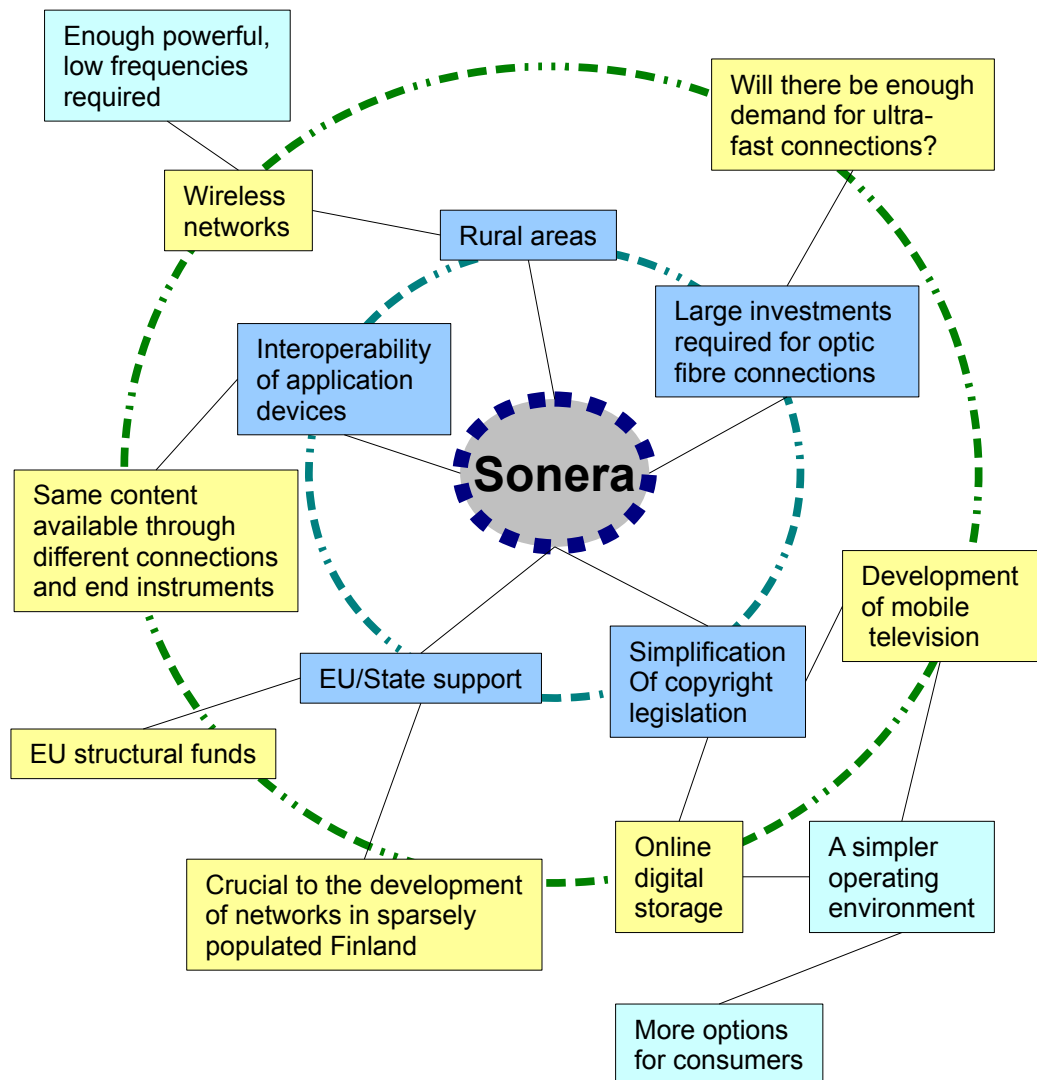 Enough powerful,
low frequencies
required
Will there be enough
demand for ultra-
fast connections?
Wireless
networks
Rural areas
Large investments
required for optic
fibre connections
Interoperability
of application
devices
Sonera
Same content
available through
different connections
and end instruments
Development
of mobile
television
EU/State support
Simplification
Of copyright
legislation
EU structural funds
Online
digital
storage
A simpler
operating
environment
Crucial to the development
of networks in sparsely
populated Finland
More options
for consumers